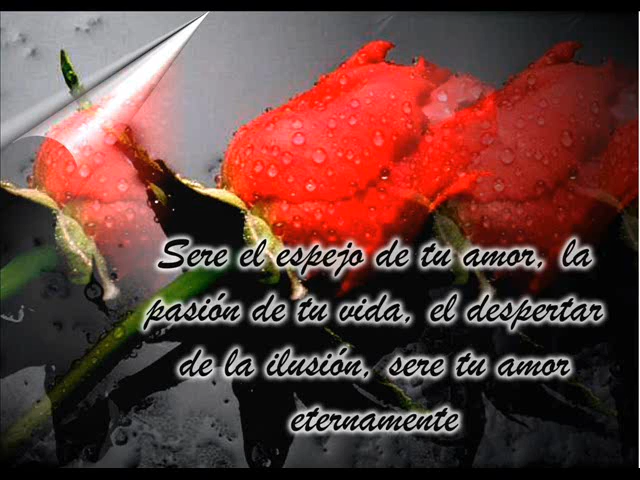 Sere el espejo de tu amor, la
pasión de tu vida, el despertar
de la ilusión, sere tu amor
eternamente